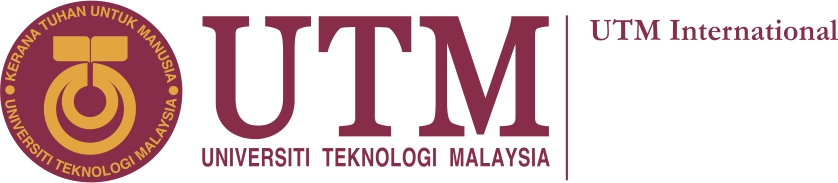 KERANA TUHAN UNTUK MANUSIA
UNIVERSITI TEKNOLOGI MALAYSIA
UTM
UNIVERSITI TEKNOLOGI MALAYSIA
UTM International